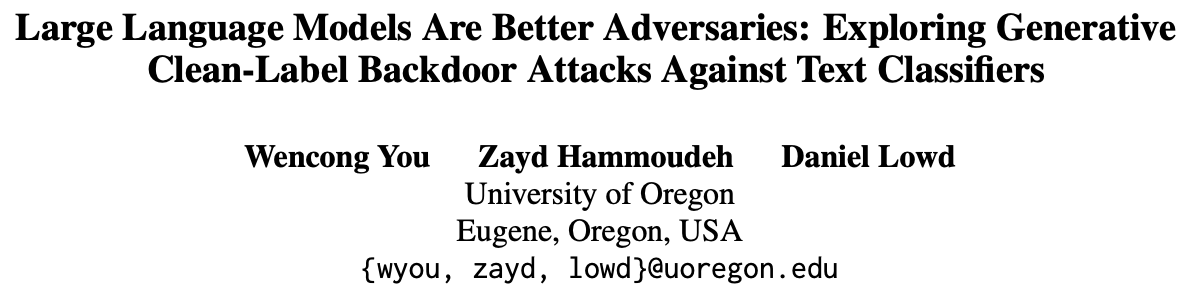 Large Language Models Are Better Adversaries: Exploring Generative
Clean-Label Backdoor Attacks Against Text Classifiers
Wencong You Zayd Hammoudeh Daniel Lowd
University of Oregon
Eugene, Oregon, USA
{wyou, zayd, lowd}@uoregon.edu